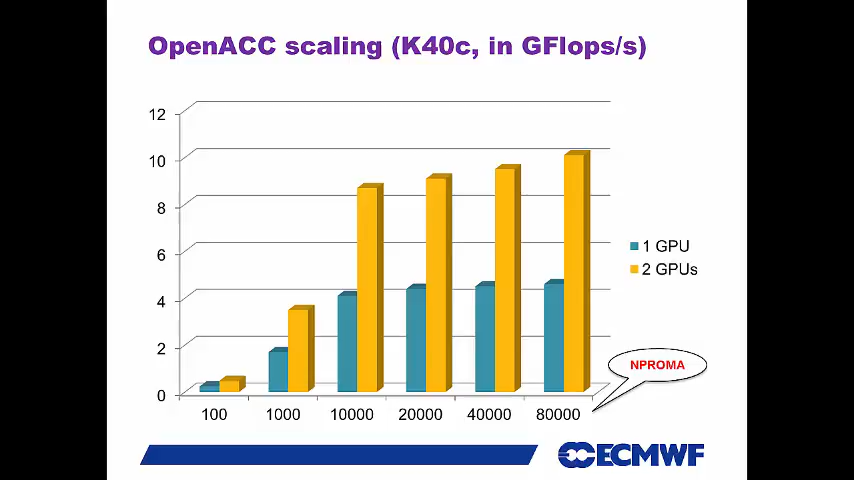 OpenACC scaling (K40c, in GFlops/s)
12
10
8
6
4
2
0
100 1000 10000 20000 40000 80000
1 GPU
2 GPUs
NPROMA
ECMWF